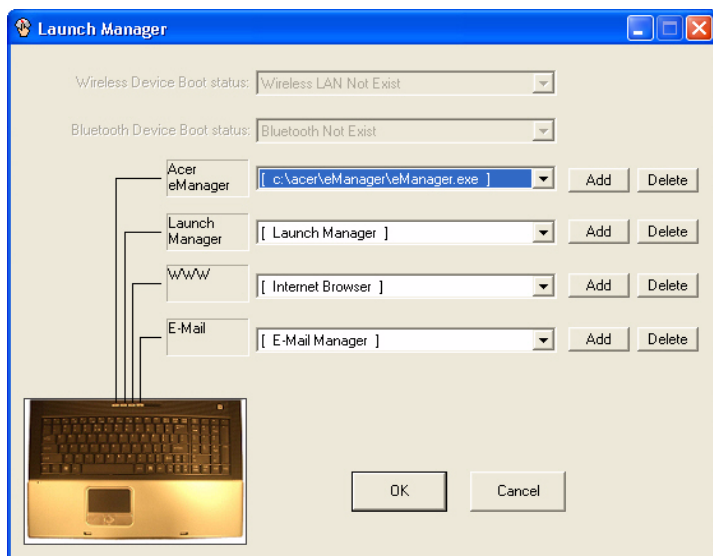 Launch Manager
Wireless Device Boot status: Wireless LAN Not Exist
Bluetooth Device Boot status: Bluetooth Not Exist
Acer
eManager
[ c:\acer\eManager\eManager.exe ] Add Delete
Launch
Manager
[ Launch Manager ] Add Delete
WWW
[ Internet Browser ] Add Delete
E-Mail
[ E-Mail Manager ] Add Delete
OK Cancel